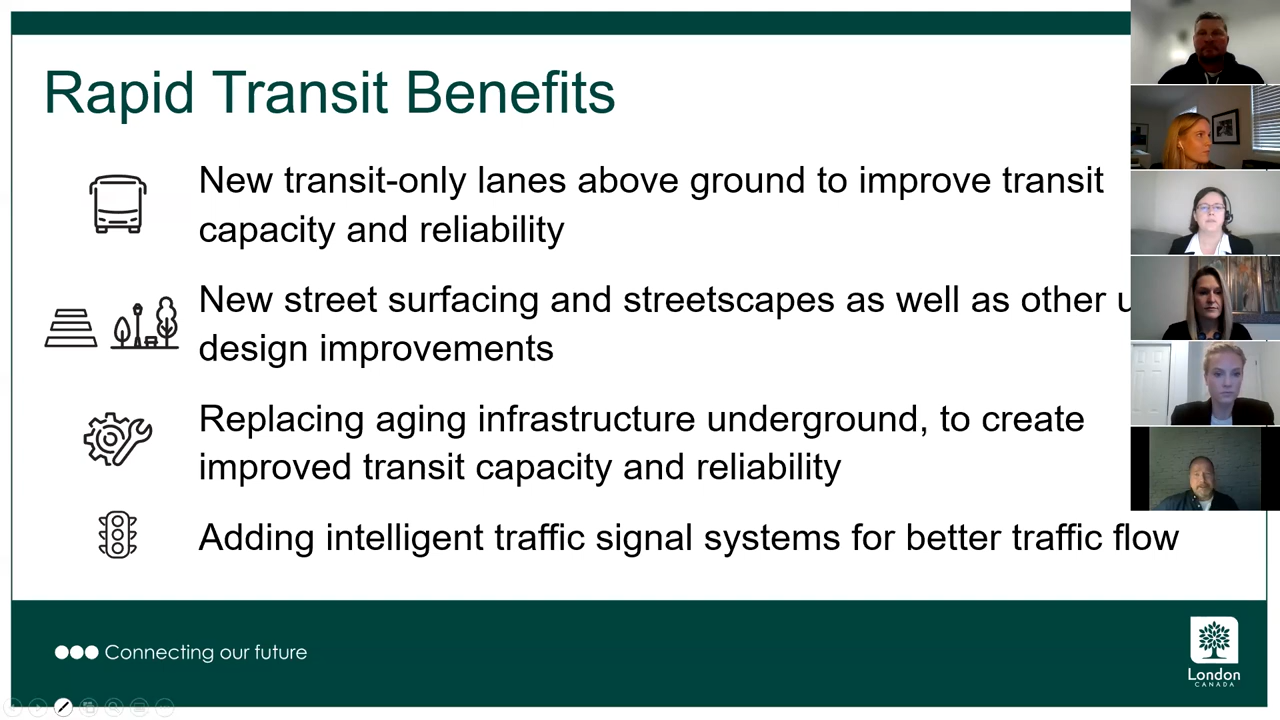 Rapid Transit Benefits
New transit-only lanes above ground to improve transit
capacity and reliability
New street surfacing and streetscapes as well as other
design improvements
Replacing aging infrastructure underground, to create
improved transit capacity and reliability
Adding intelligent traffic signal systems for better traffic flow
Connecting our future
London
CANADA